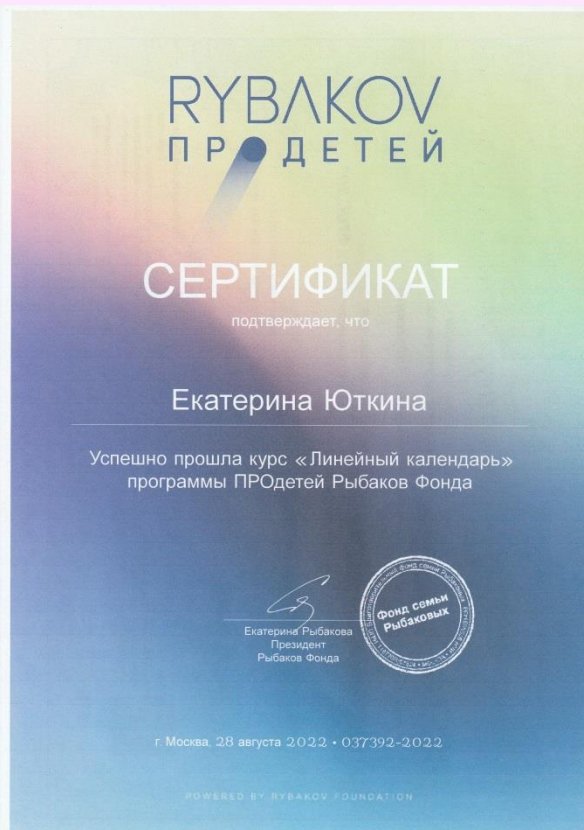 RYBAKOV
ПРОДЕТЕЙ
СЕРТИФИКАТ
подтверждает, что
Екатерина Юткина
Успешно прошла курс «Линейный календарь»
программы ПРОдетей Рыбаков Фонда
Екатерина Рыбакова
Президент
Рыбаков Фонда
Фонд семьи
Рыбаковых
г. Москва, 28 августа 2022 • 037392-2022
POWERED BY RYBAKOV FOUNDATION